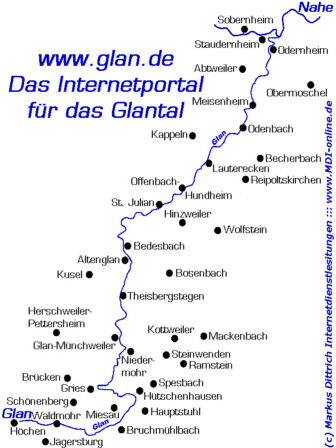 Nahe
Sobernheim
www.glan.de
Staudernheim
Odernheim
Das Internetportal
Abtweiler
für das Glantal
Obermoschel
Meisenheim
Kappeln
Glan
Odenbach
Lauterecken
Becherbach
Offenbach-
Hundheim
Reipoltskirchen
St. Julian
Hinzweiler
Wolfstein
Bedesbach
Altenglan
Kusel
Bosenbach
Theisbergstegen
Herschweiler-
Pettersheim
Kottweiler
Mackenbach
Glan-Münchweiler
Nieder-
mohr
Steinwenden
Ramstein
Brücken
Gries
Spesbach
Hütschenhausen
Schönenberg
Miesau
Hauptstuhl
Glan
Waldmohr
Glan
Höchen
Bruchmühlbach
Jägersburg
(c) Markus Dittrich Internetdienstleistungen ::: www.MDI-online.de